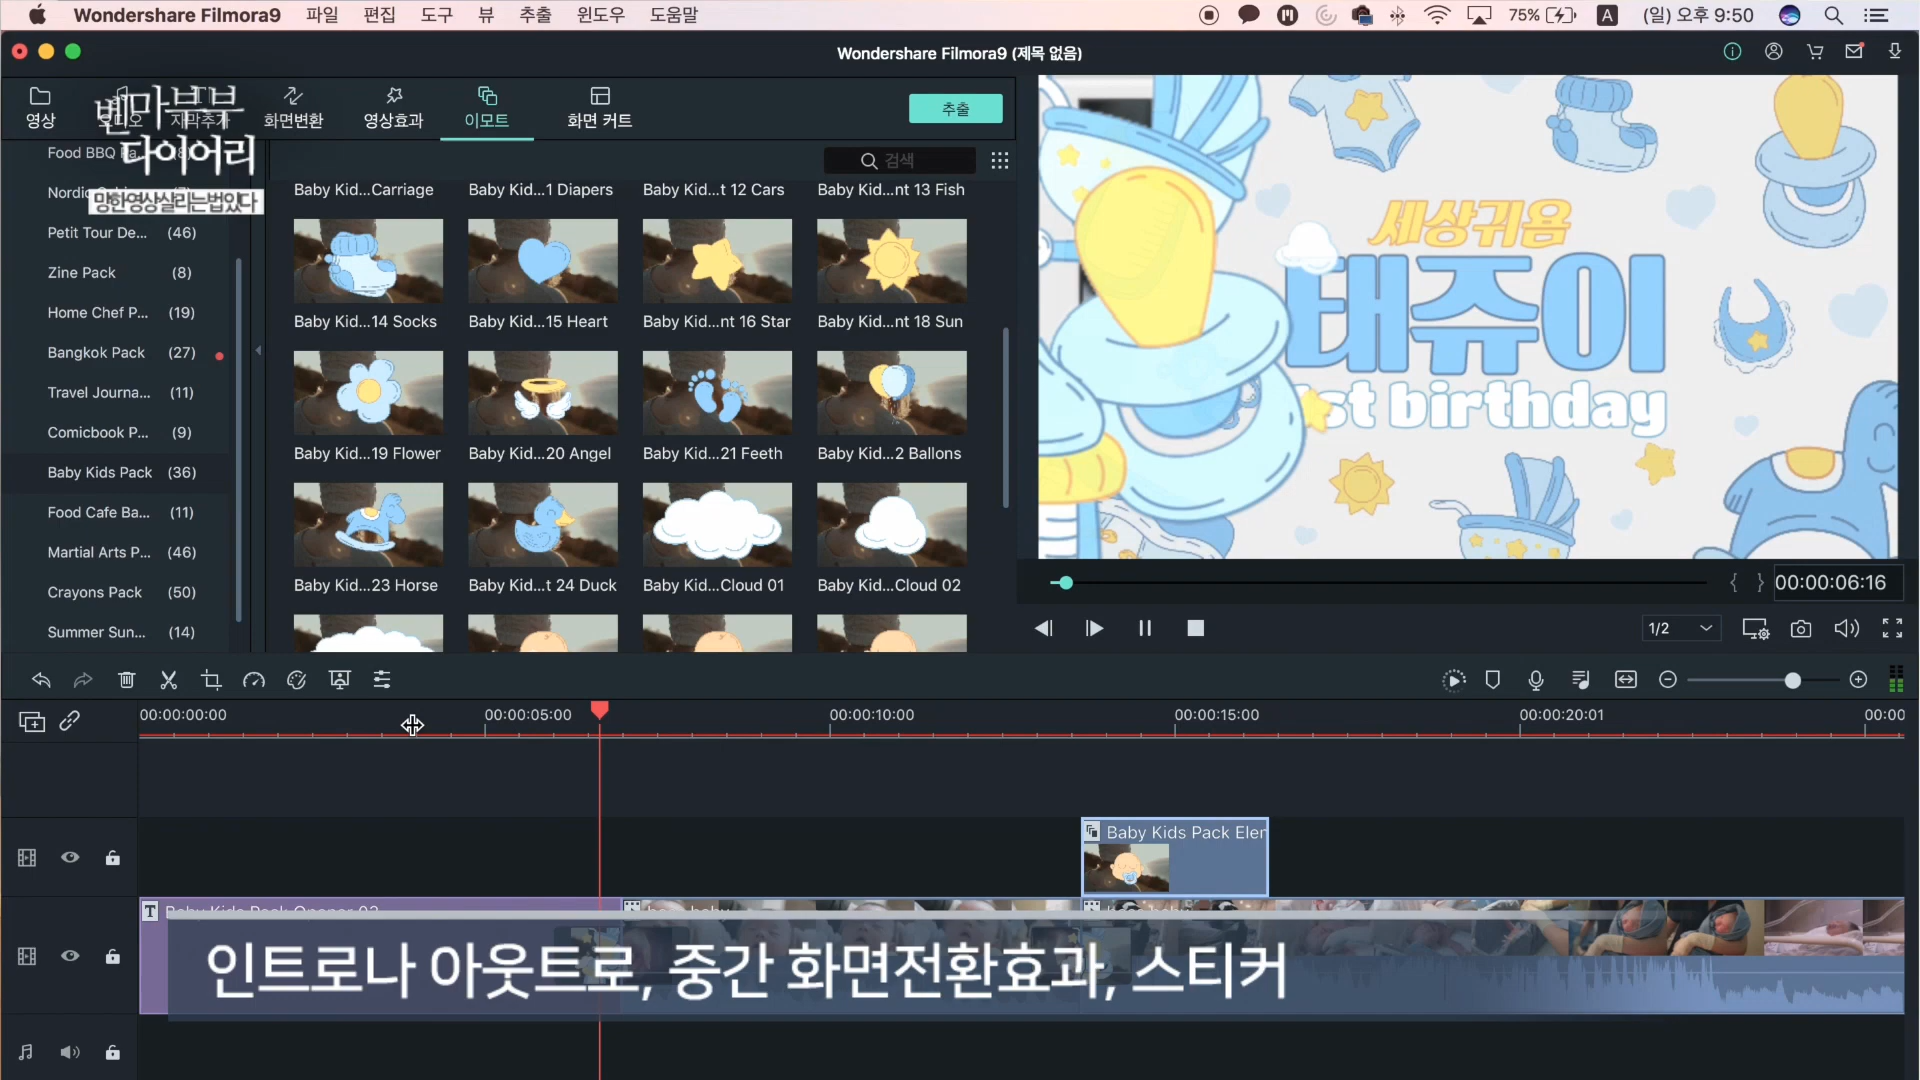 Wondershare Filmora9 파일 편집 도구 뷰 추출 윈도우 도움말
75% A (일) 오후 9:50
Wondershare Filmora9 (제목 없음)
영상 화면변환 영상효과 이모트 화면 커트 추출
벤마부부
다이어리
망한영상살리는법있다
검색
Food BBQ
Petit Tour De... (46)
Zine Pack (8)
Home Chef P... (19)
Bangkok Pack (27)
Travel Journa... (11)
Comicbook P... (9)
Baby Kids Pack (36)
Food Cafe Ba... (11)
Martial Arts P... (46)
Crayons Pack (50)
Summer Sun... (14)
Baby Kid...Carriage Baby Kid...1 Diapers Baby Kid...t 12 Cars Baby Kid...nt 13 Fish
Baby Kid...14 Socks Baby Kid...15 Heart Baby Kid...nt 16 Star Baby Kid...nt 18 Sun
Baby Kid...19 Flower Baby Kid...20 Angel Baby Kid...21 Feeth Baby Kid...2 Ballons
Baby Kid...23 Horse Baby Kid...t 24 Duck Baby Kid...Cloud 01 Baby Kid...Cloud 02
세상귀욤
태쥬이
st birthday
{ } 00:00:06:16
1/2
00:00:00:00 00:00:05:00 00:00:10:00 00:00:15:00 00:00:20:01 00:00
Baby Kids Pack Eler
T Baby Kids Pack Opener 02
인트로나 아웃트로, 중간 화면전환효과, 스티커